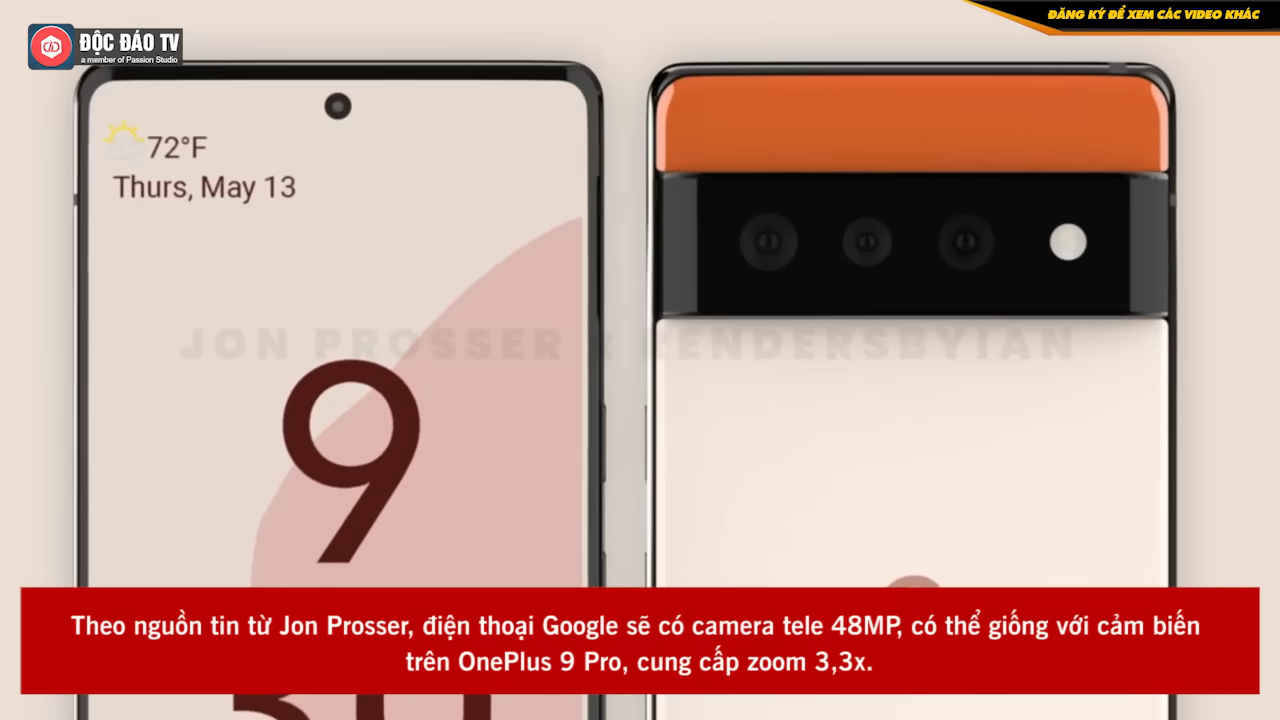 ĐĂNG KÝ ĐỂ XEM CÁC VIDEO KHÁC
ĐỘC ĐÁO TV
a member of Passion Studio
72°F
Thurs, May 13
JON PROSSER x RENDERSBYIAN
9
30
Theo nguồn tin từ Jon Prosser, điện thoại Google sẽ có camera tele 48MP, có thể giống với cảm biến
trên OnePlus 9 Pro, cung cấp zoom 3,3x.